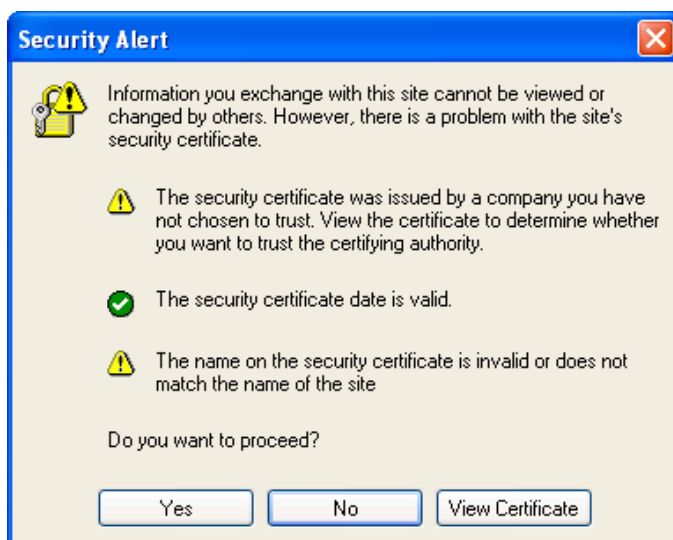 Security Alert
Information you exchange with this site cannot be viewed or
changed by others. However, there is a problem with the site's
security certificate.
The security certificate was issued by a company you have
not chosen to trust. View the certificate to determine whether
you want to trust the certifying authority.
The security certificate date is valid.
The name on the security certificate is invalid or does not
match the name of the site
Do you want to proceed?
Yes No View Certificate